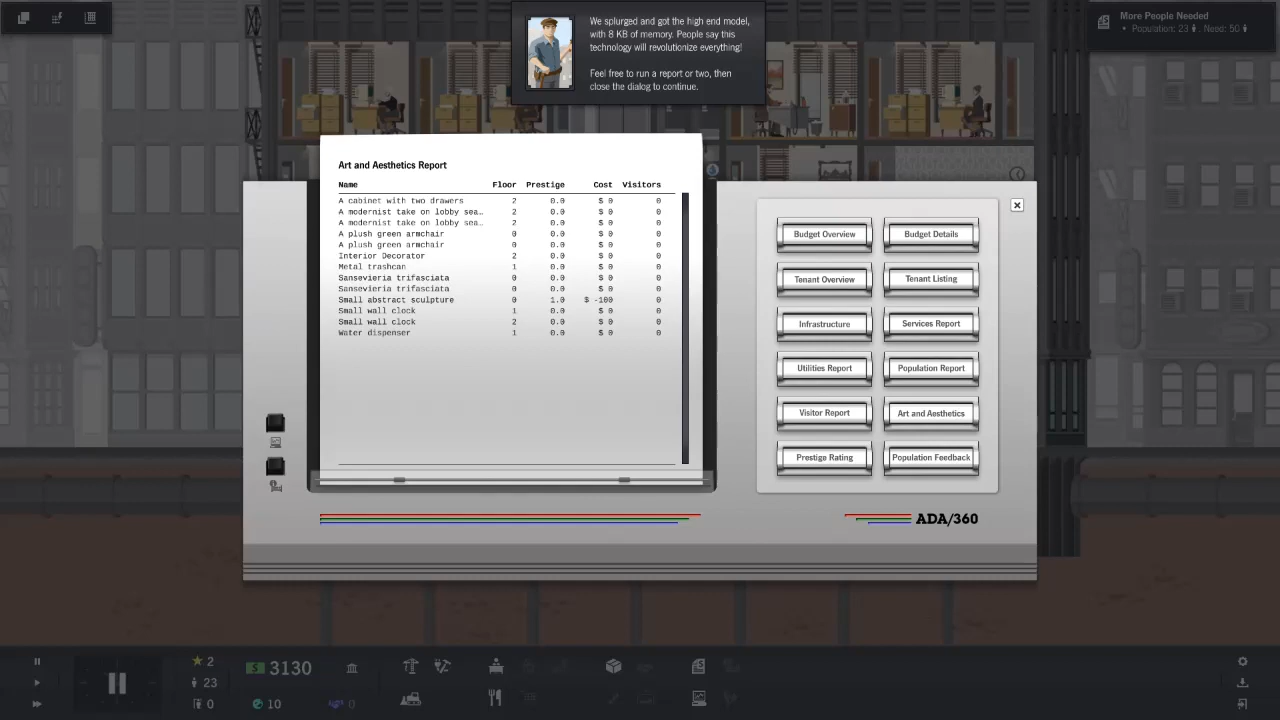 We splurged and got the high end model,
with 8 KB of memory. People say this
technology will revolutionize everything!
Feel free to run a report or two, then
close the dialog to continue.
More People Needed
• Population: 23 Need: 50
Art and Aesthetics Report
Name Floor Prestige Cost Visitors
A cabinet with two drawers 2 0.0 $ 0 0
A modernist take on lobby sea… 2 0.0 $ 0 0
A modernist take on lobby sea… 2 0.0 $ 0 0
A plush green armchair 0 0.0 $ 0 0
A plush green armchair 0 0.0 $ 0 0
Interior Decorator 2 0.0 $ 0 0
Metal trashcan 1 0.0 $ 0 0
Sansevieria trifasciata 0 0.0 $ 0 0
Sansevieria trifasciata 0 0.0 $ 0 0
Small abstract sculpture 0 1.0 $ -100 0
Small wall clock 1 0.0 $ 0 0
Small wall clock 2 0.0 $ 0 0
Water dispenser 1 0.0 $ 0 0
Budget Overview Budget Details
Tenant Overview Tenant Listing
Infrastructure Services Report
Utilities Report Population Report
Visitor Report Art and Aesthetics
Prestige Rating Population Feedback
ADA/360
2
23
0
3130
10
0